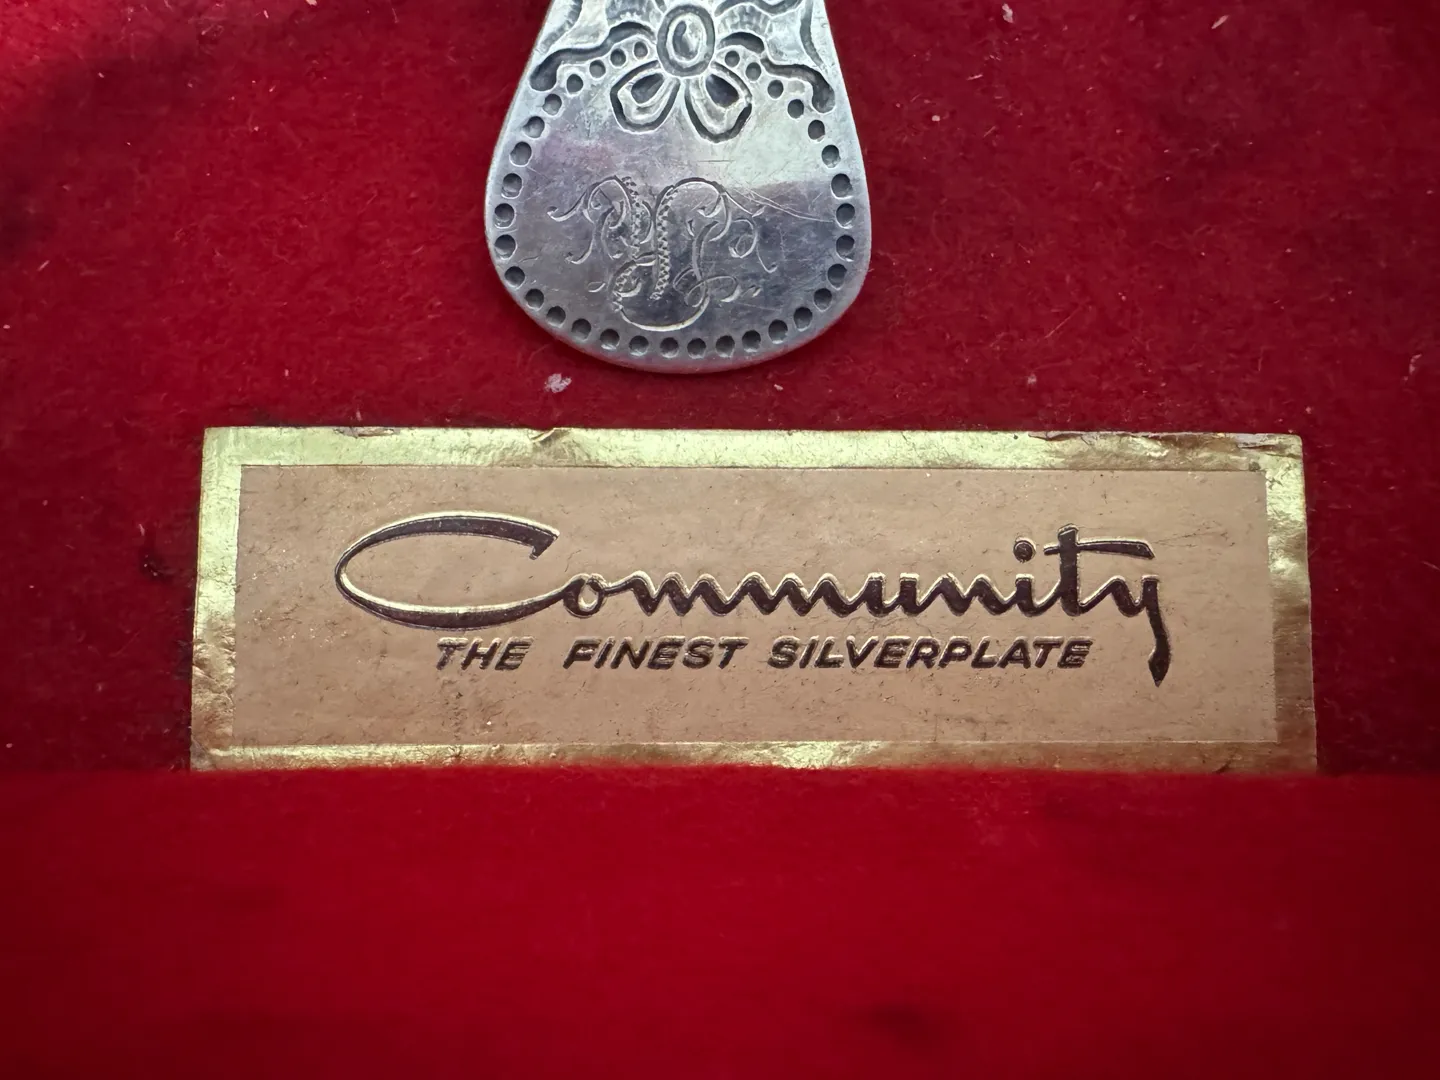 Community
THE FINEST SILVERPLATE